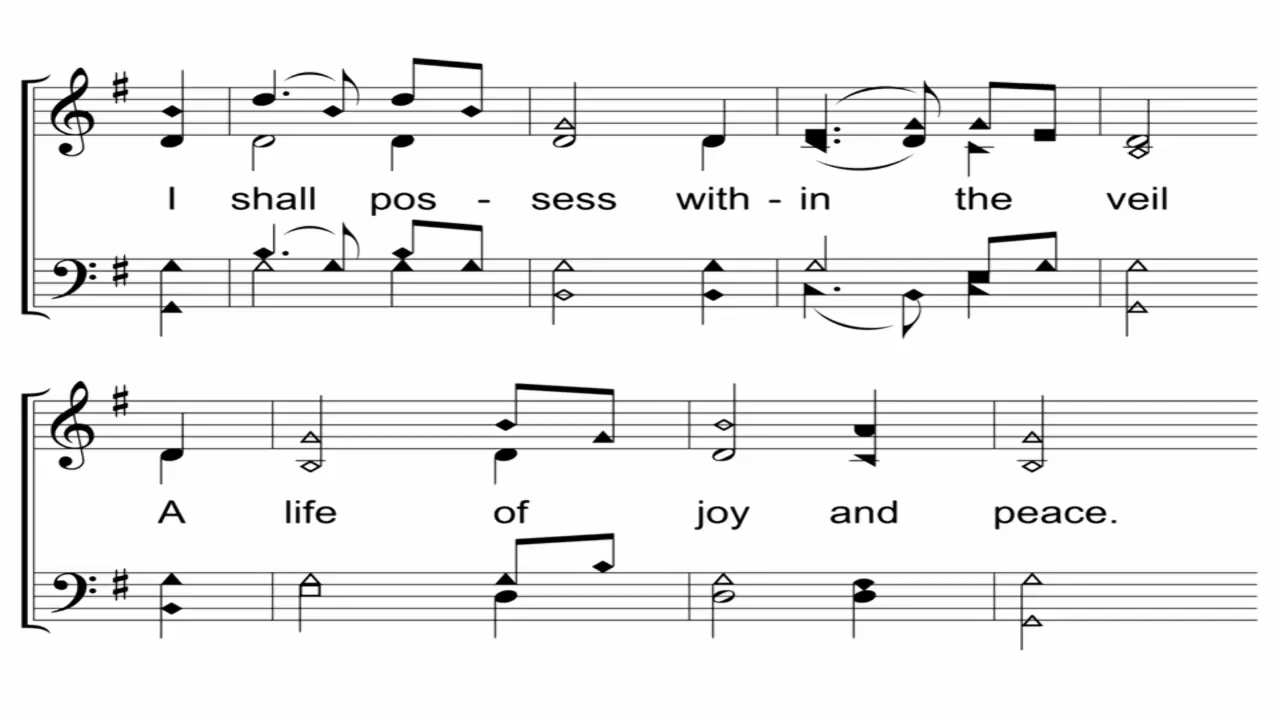 I shall pos - sess with - in the veil
A life of joy and peace.